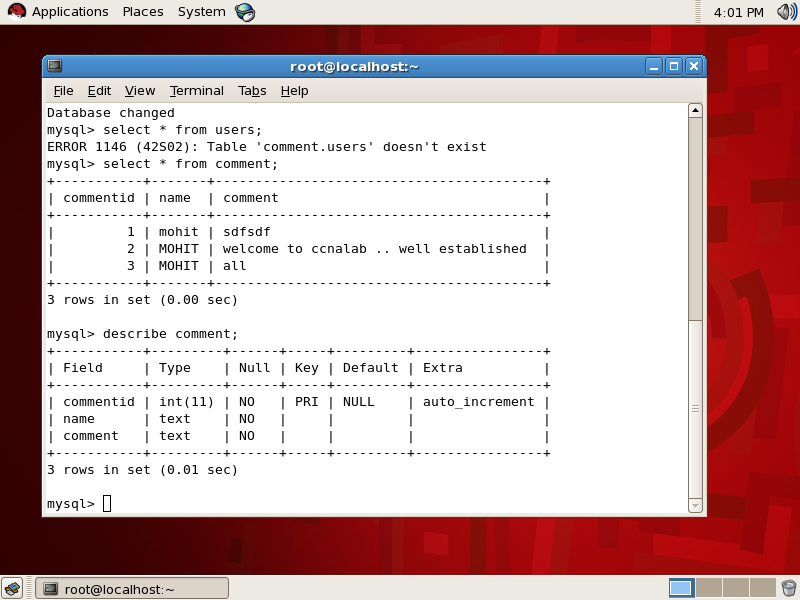 Applications Places System 4:01 PM
root@localhost:~
File Edit View Terminal Tabs Help
Database changed
mysql> select * from users;
ERROR 1146 (42S02): Table 'comment.users' doesn't exist
mysql> select * from comment;
+-----------+-------+-----------------------------------------+
| commentid | name  | comment                                 |
+-----------+-------+-----------------------------------------+
|         1 | mohit | sdfsdf                                  |
|         2 | MOHIT | welcome to ccnalab .. well established  |
|         3 | MOHIT | all                                     |
+-----------+-------+-----------------------------------------+
3 rows in set (0.00 sec)
mysql> describe comment;
+-----------+---------+------+-----+---------+----------------+
| Field     | Type    | Null | Key | Default | Extra          |
+-----------+---------+------+-----+---------+----------------+
| commentid | int(11) | NO   | PRI | NULL    | auto_increment |
| name      | text    | NO   |     |         |                |
| comment   | text    | NO   |     |         |                |
+-----------+---------+------+-----+---------+----------------+
3 rows in set (0.01 sec)
mysql>
root@localhost:~